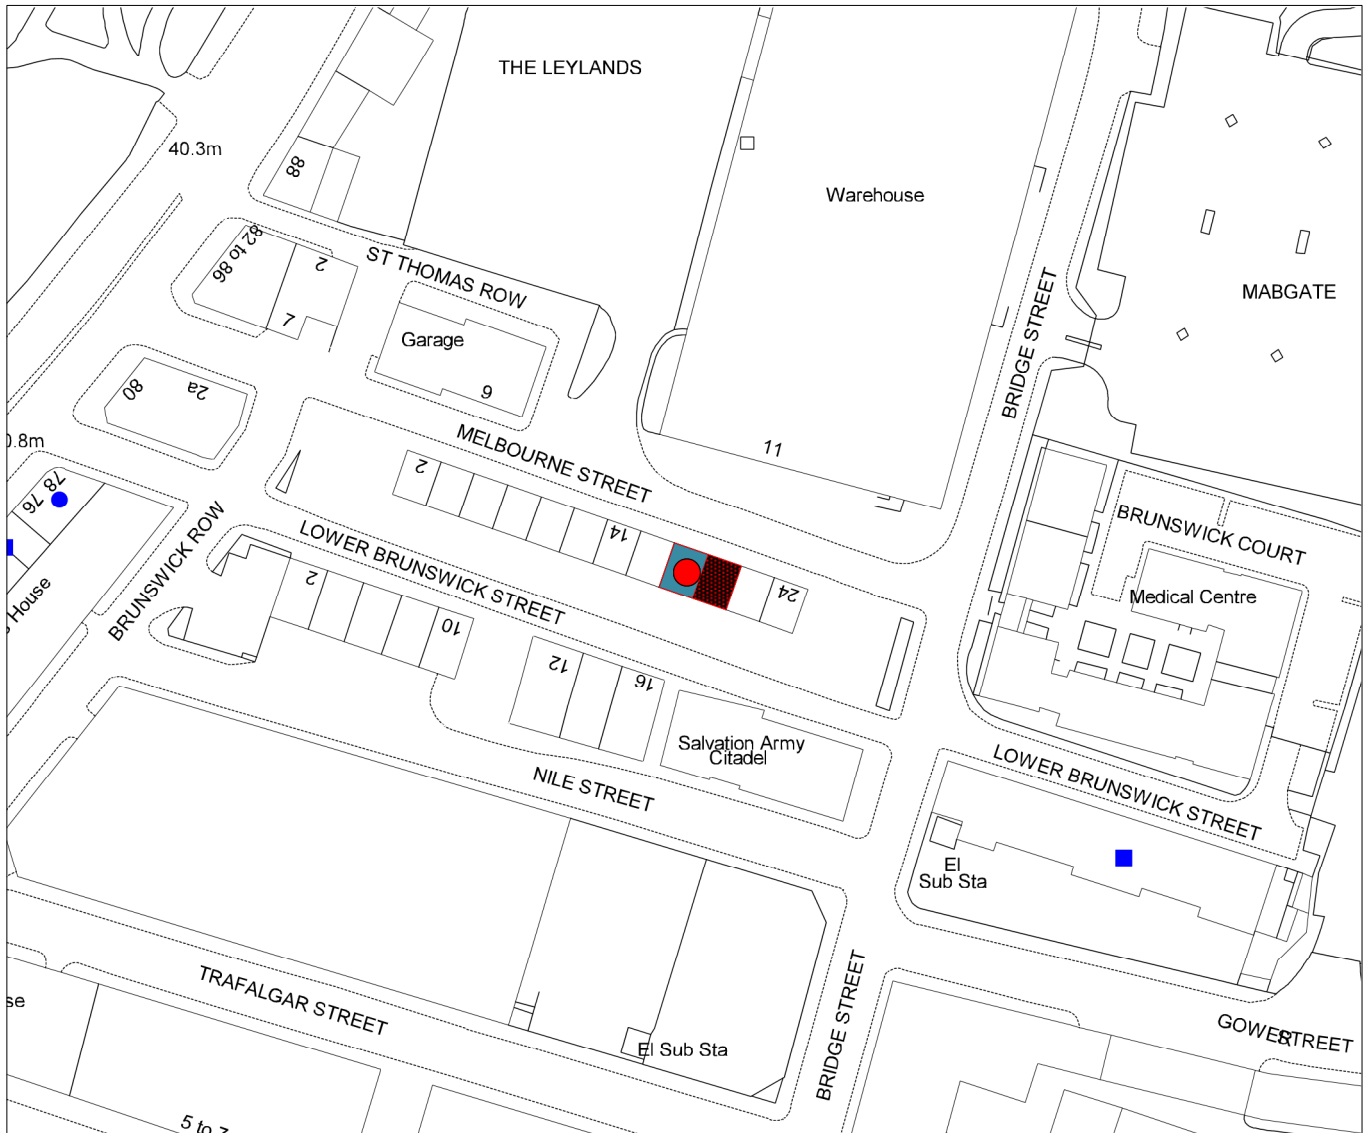 THE LEYLANDS
40.3m
88
Warehouse
82 to 86
2
ST THOMAS ROW
7
MABGATE
BRIDGE STREET
Garage
6
80
2a
0.8m
MELBOURNE STREET
11
2
78
76
14
BRUNSWICK ROW
LOWER BRUNSWICK STREET
BRUNSWICK COURT
House
2
24
Medical Centre
10
12
16
Salvation Army
Citadel
NILE STREET
LOWER BRUNSWICK STREET
El
Sub Sta
TRAFALGAR STREET
se
BRIDGE STREET
GOWER STREET
El Sub Sta
5 to 7